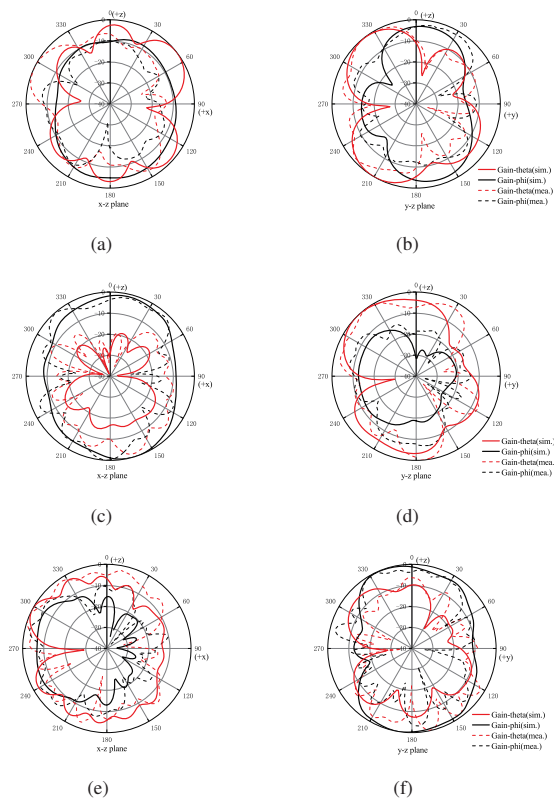 0
(+z)
330
30
300
60
270
90
(+x)
240
120
210
150
180
x-z plane
(a)
0
(+z)
330
30
300
60
270
90
(+y)
240
120
210
150
180
y-z plane
Gain-theta(sim.)
Gain-phi(sim.)
Gain-theta(mea.)
Gain-phi(mea.)
(b)
0
(+z)
330
30
300
60
270
90
(+x)
240
120
210
150
180
x-z plane
(c)
0
(+z)
330
30
300
60
270
90
(+y)
240
120
210
150
180
y-z plane
Gain-theta(sim.)
Gain-phi(sim.)
Gain-theta(mea.)
Gain-phi(mea.)
(d)
0
(+z)
330
30
300
60
270
90
(+x)
240
120
210
150
180
x-z plane
(e)
0
(+z)
330
30
300
60
270
90
(+y)
240
120
210
150
180
y-z plane
Gain-theta(sim.)
Gain-phi(sim.)
Gain-theta(mea.)
Gain-phi(mea.)
(f)